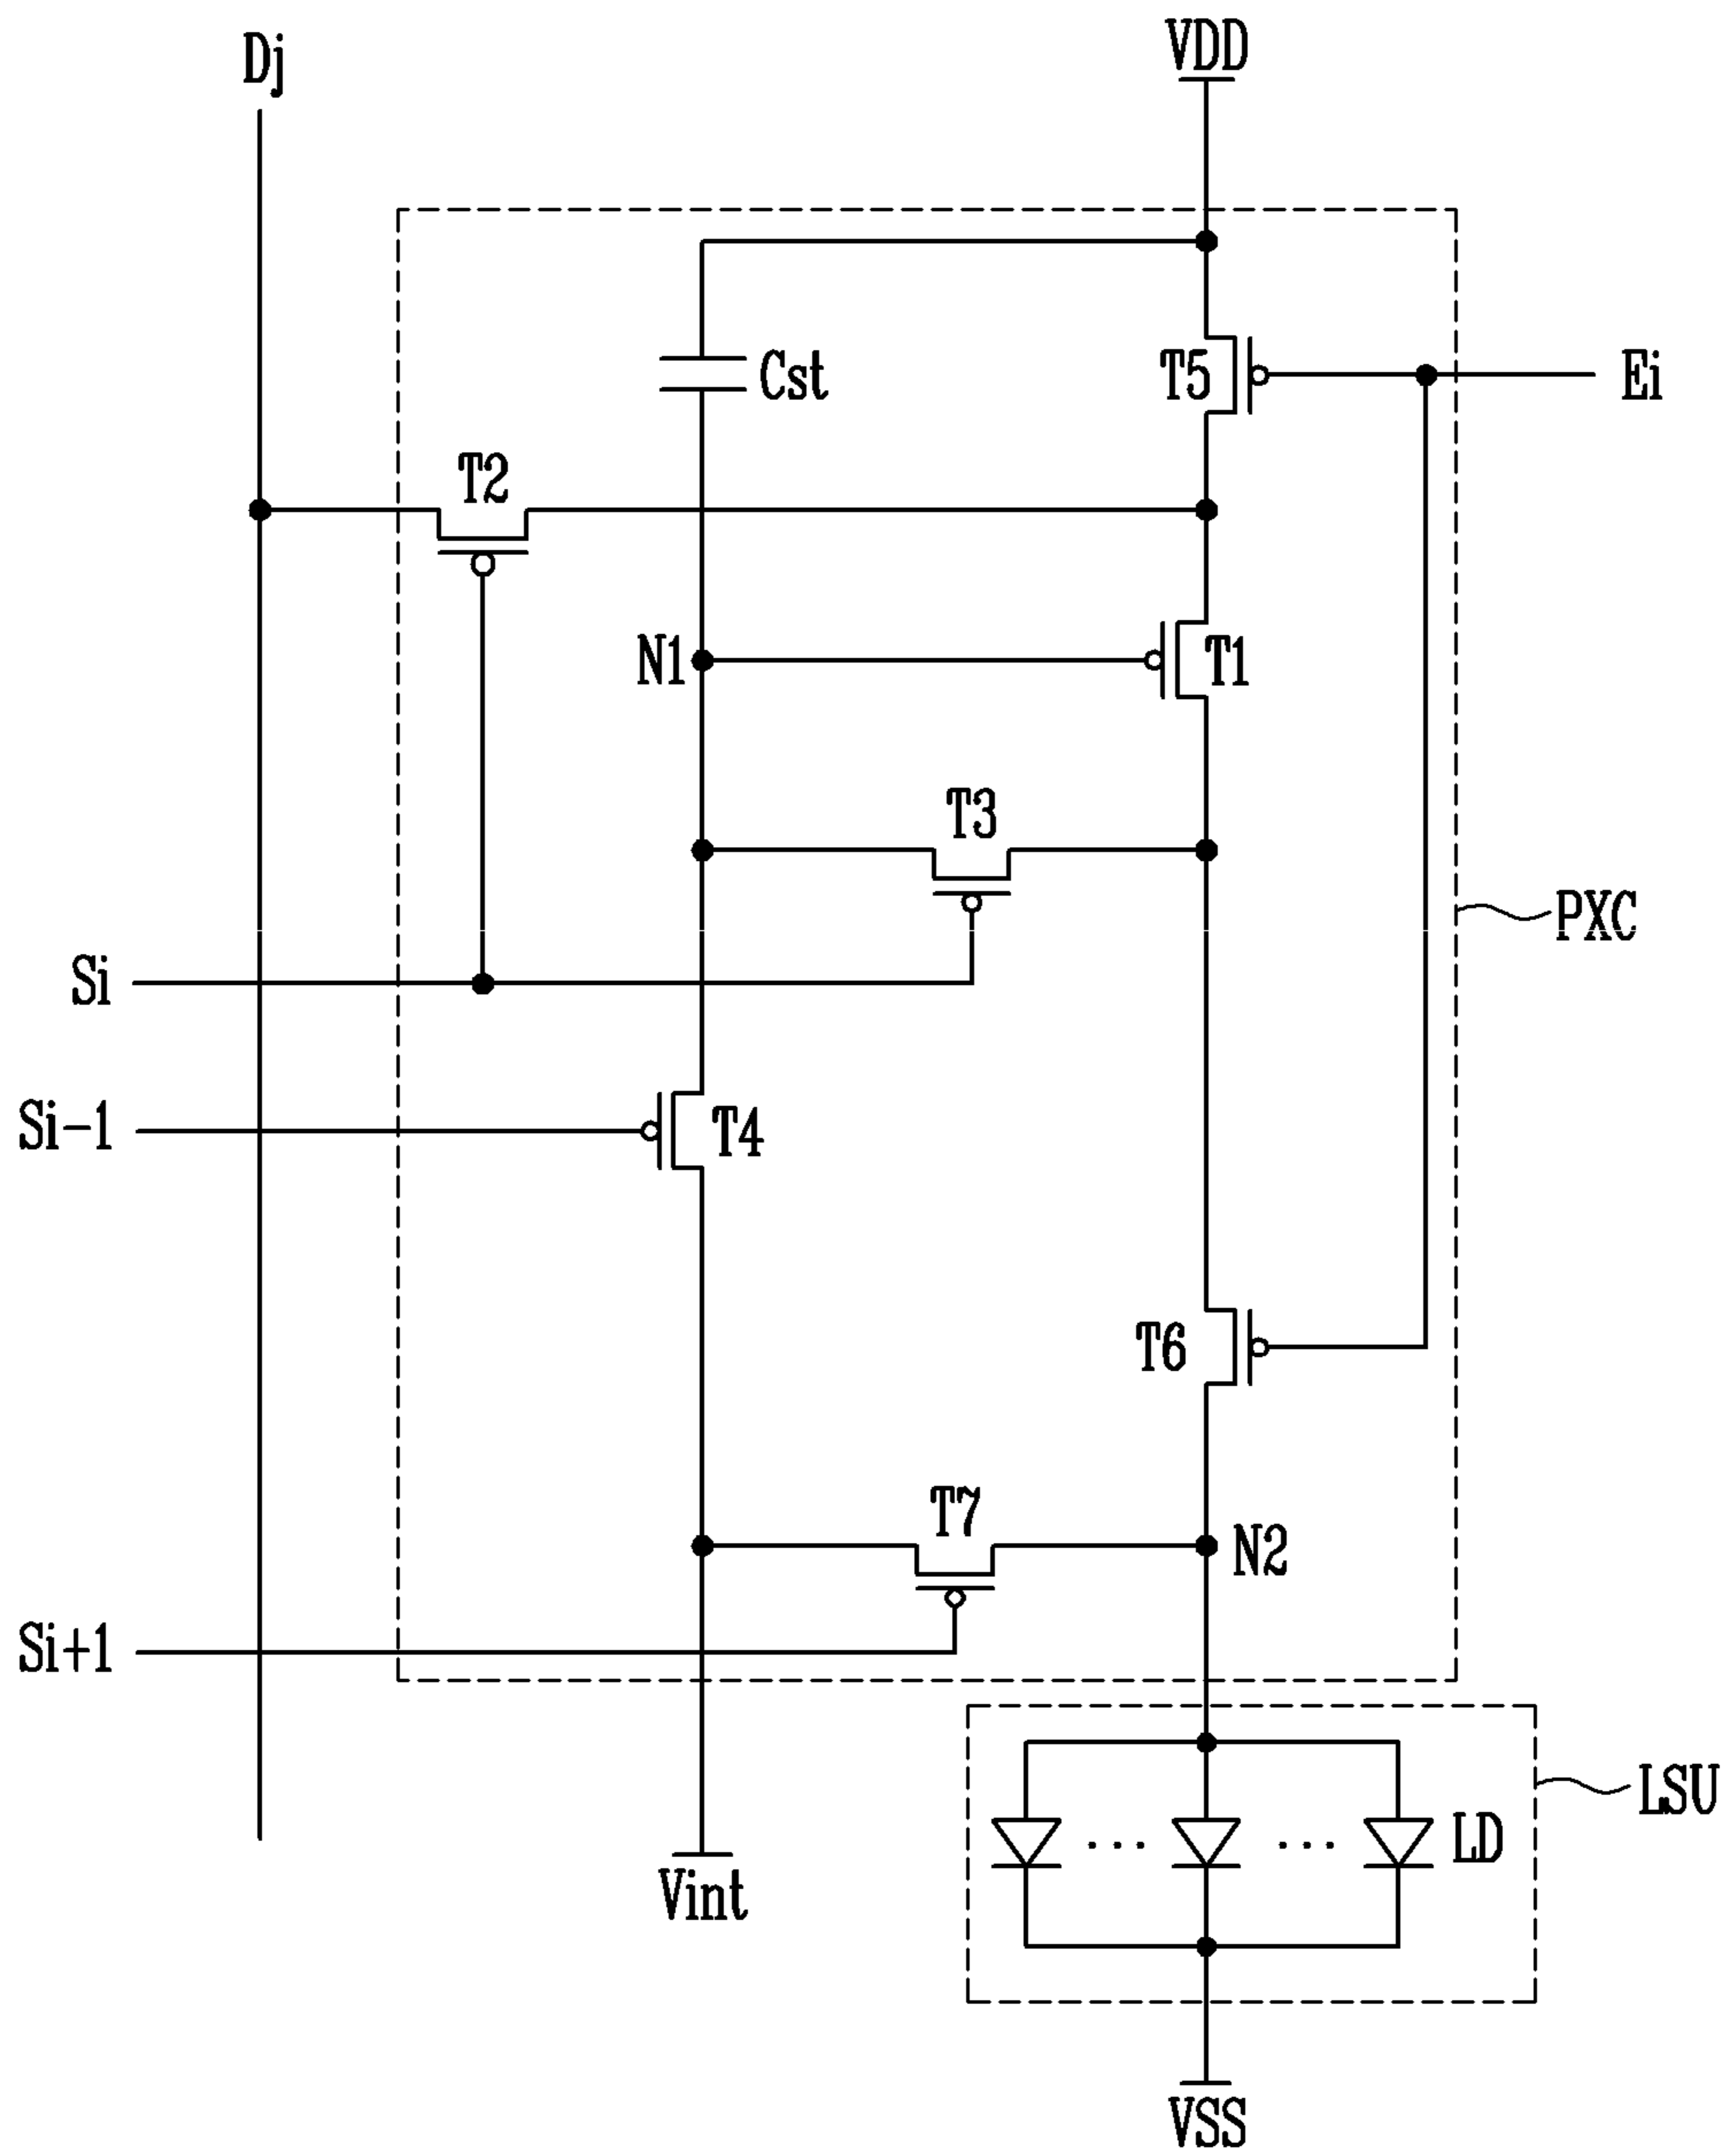 Dj
VDD
Cst
T5
Ei
T2
N1
T1
T3
PXC
Si
Si-1
T4
T6
T7
N2
Si+1
LSU
LD
Vint
VSS